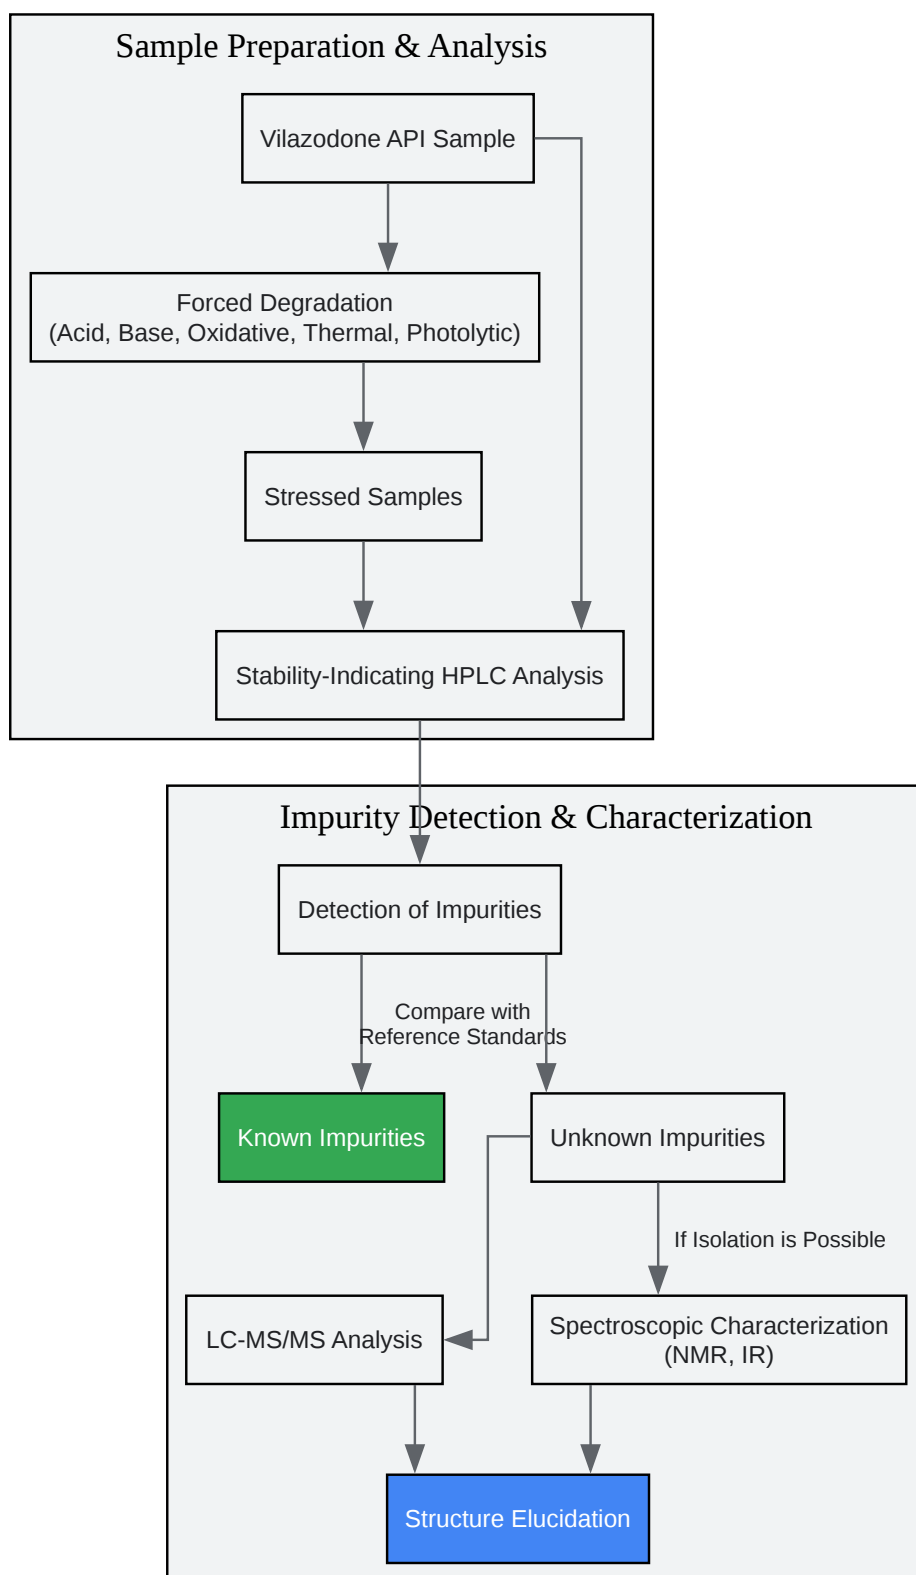 Sample Preparation & Analysis
Vilazodone API Sample
Forced Degradation
(Acid, Base, Oxidative, Thermal, Photolytic)
Stressed Samples
Stability-Indicating HPLC Analysis
Impurity Detection & Characterization
Detection of Impurities
Compare with
Reference Standards
Known Impurities
Unknown Impurities
If Isolation is Possible
LC-MS/MS Analysis
Spectroscopic Characterization
(NMR, IR)
Structure Elucidation